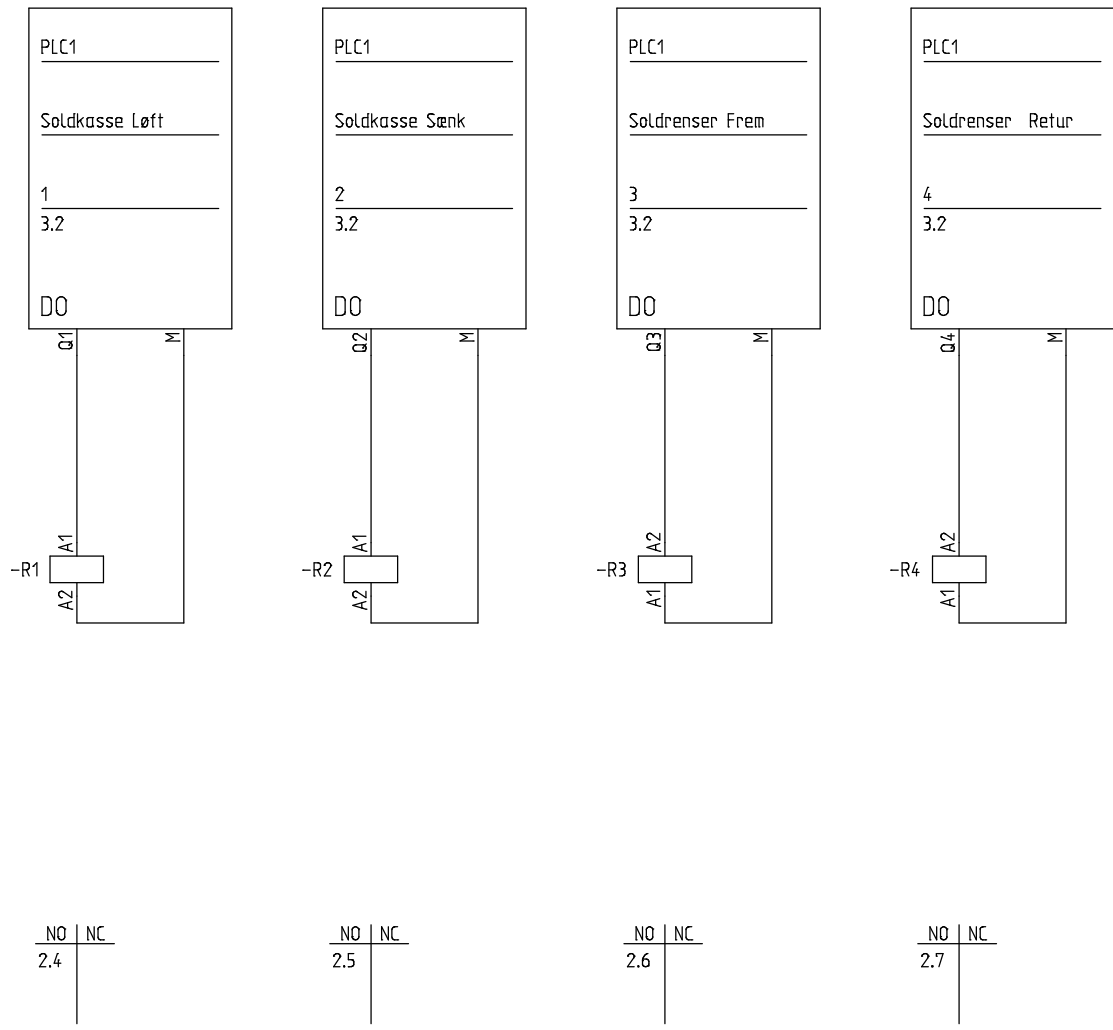 PLC1
Soldkasse Løft
1
3.2
DO
Q1
M
A1
-R1
A2
NO NC
2.4
PLC1
Soldkasse Sænk
2
3.2
DO
Q2
M
A1
-R2
A2
NO NC
2.5
PLC1
Soldrenser Frem
3
3.2
DO
Q3
M
A2
-R3
A1
NO NC
2.6
PLC1
Soldrenser Retur
4
3.2
DO
Q4
M
A2
-R4
A1
NO NC
2.7